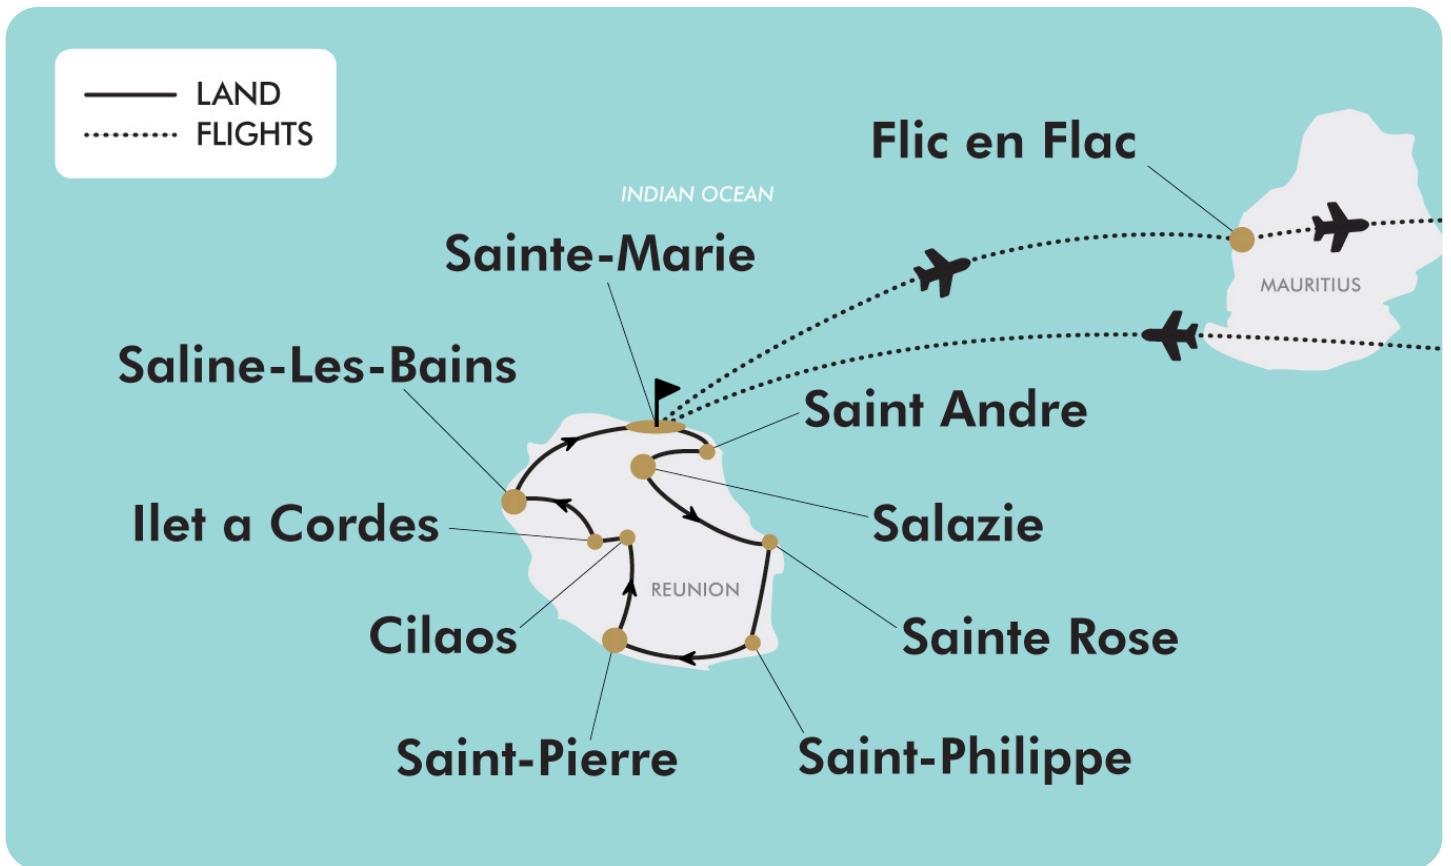 LAND
FLIGHTS
Flic en Flac
INDIAN OCEAN
Sainte-Marie
MAURITIUS
Saline-Les-Bains
Saint Andre
Ilet a Cordes
Salazie
REUNION
Cilaos
Sainte Rose
Saint-Pierre
Saint-Philippe